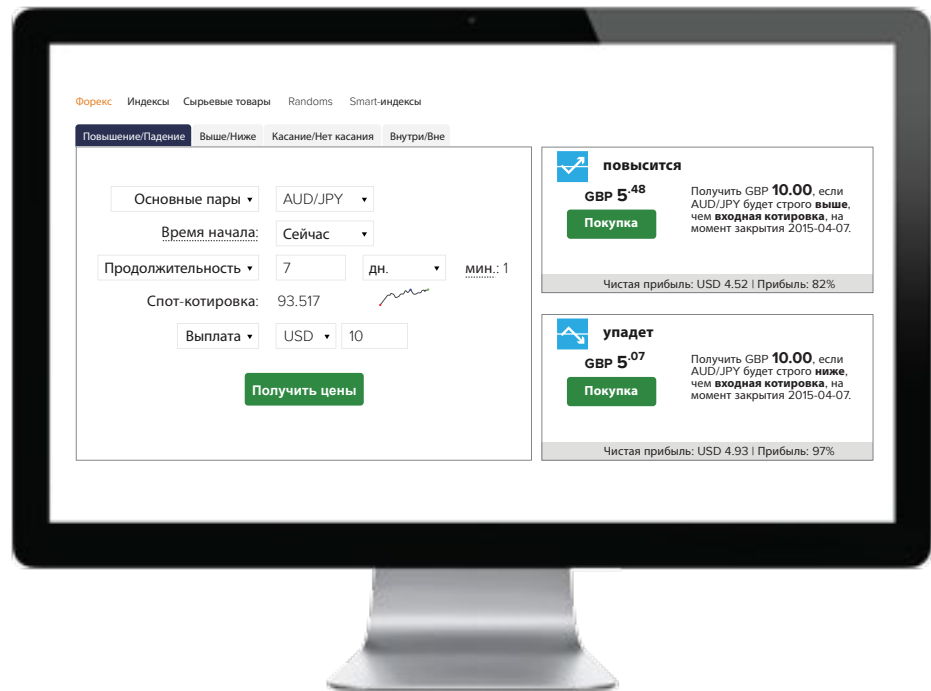 Форекс Индексы Сырьевые товары Randoms Smart-индексы
Повышение/Падение Выше/Ниже Касание/Нет касания Внутри/Вне
Основные пары AUD/JPY
Время начала: Сейчас
Продолжительность 7 дн. мин.: 1
Спот-котировка: 93.517
Выплата USD 10
Получить цены
повысится
GBP 5.48
Покупка
Получить GBP 10.00, если
AUD/JPY будет строго выше,
чем входная котировка, на
момент закрытия 2015-04-07.
Чистая прибыль: USD 4.52 | Прибыль: 82%
упадет
GBP 5.07
Покупка
Получить GBP 10.00, если
AUD/JPY будет строго ниже,
чем входная котировка, на
момент закрытия 2015-04-07.
Чистая прибыль: USD 4.93 | Прибыль: 97%